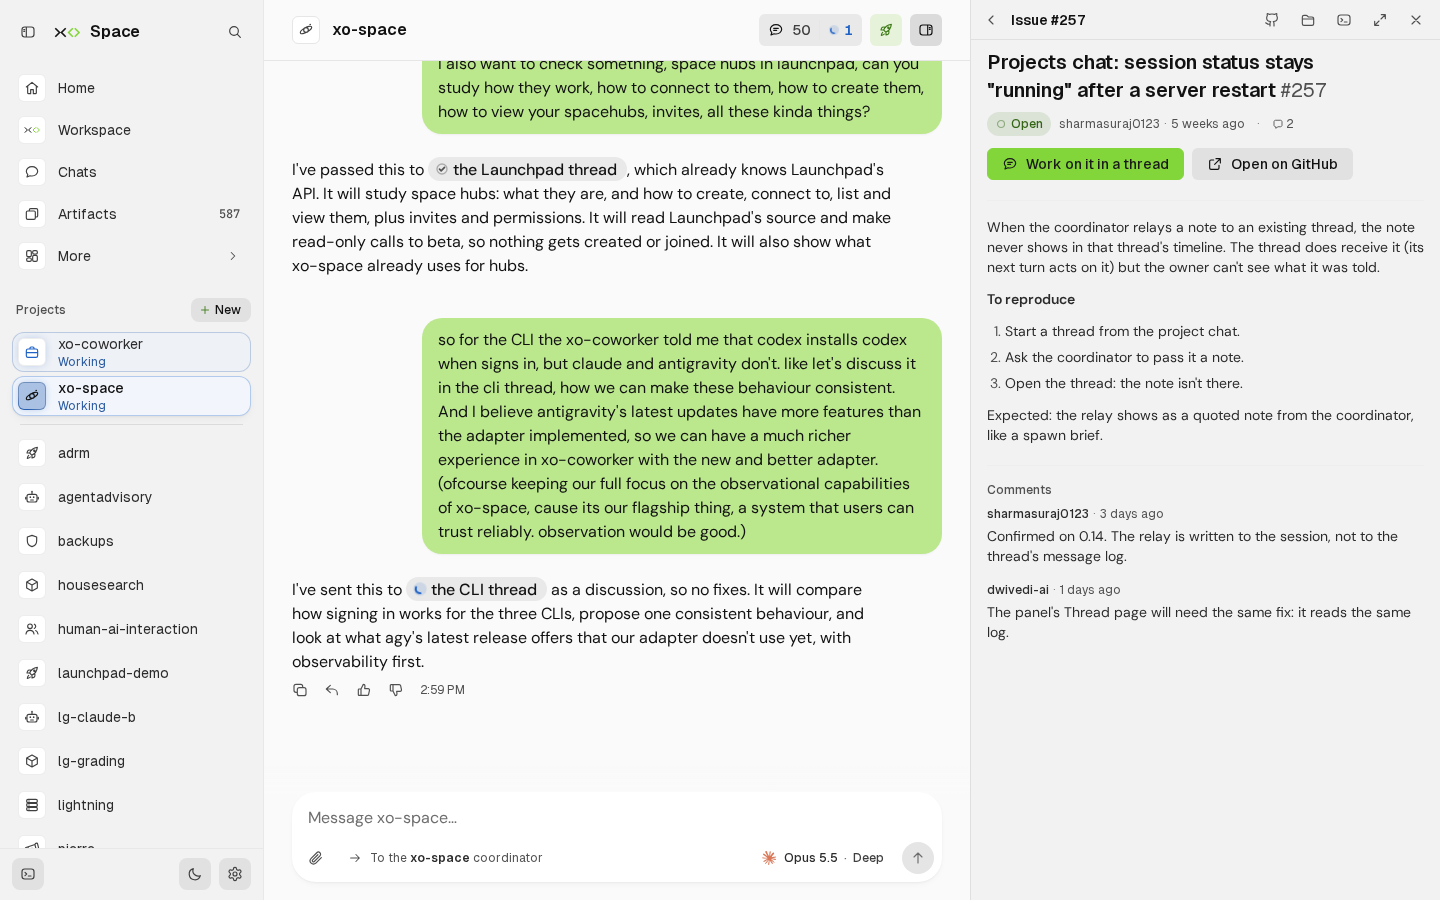 Space
Home
Workspace
Chats
Artifacts 587
More
Projects
+ New
xo-coworker
Working
xo-space
Working
adrm
agentadvisory
backups
housesearch
human-ai-interaction
launchpad-demo
lg-claude-b
lg-grading
lightning
xo-space
50
1
I also want to check something, space hubs in launchpad, can you
study how they work, how to connect to them, how to create them,
how to view your spacehubs, invites, all these kinda things?
I've passed this to the Launchpad thread , which already knows Launchpad's
API. It will study space hubs: what they are, and how to create, connect to, list and
view them, plus invites and permissions. It will read Launchpad's source and make
read-only calls to beta, so nothing gets created or joined. It will also show what
xo-space already uses for hubs.
so for the CLI the xo-coworker told me that codex installs codex
when signs in, but claude and antigravity don't. like let's discuss it
in the cli thread, how we can make these behaviour consistent.
And I believe antigravity's latest updates have more features than
the adapter implemented, so we can have a much richer
experience in xo-coworker with the new and better adapter.
(ofcourse keeping our full focus on the observational capabilities
of xo-space, cause its our flagship thing, a system that users can
trust reliably. observation would be good.)
I've sent this to the CLI thread as a discussion, so no fixes. It will compare
how signing in works for the three CLIs, propose one consistent behaviour, and
look at what agy's latest release offers that our adapter doesn't use yet, with
observability first.
2:59 PM
Message xo-space...
To the xo-space coordinator
Opus 5.5 · Deep
Issue #257
Projects chat: session status stays
"running" after a server restart #257
Open sharmasuraj0123 · 5 weeks ago · 2
Work on it in a thread
Open on GitHub
When the coordinator relays a note to an existing thread, the note
never shows in that thread's timeline. The thread does receive it (its
next turn acts on it) but the owner can't see what it was told.
To reproduce
1. Start a thread from the project chat.
2. Ask the coordinator to pass it a note.
3. Open the thread: the note isn't there.
Expected: the relay shows as a quoted note from the coordinator,
like a spawn brief.
Comments
sharmasuraj0123 · 3 days ago
Confirmed on 0.14. The relay is written to the session, not to the
thread's message log.
dwivedi-ai · 1 days ago
The panel's Thread page will need the same fix: it reads the same
log.